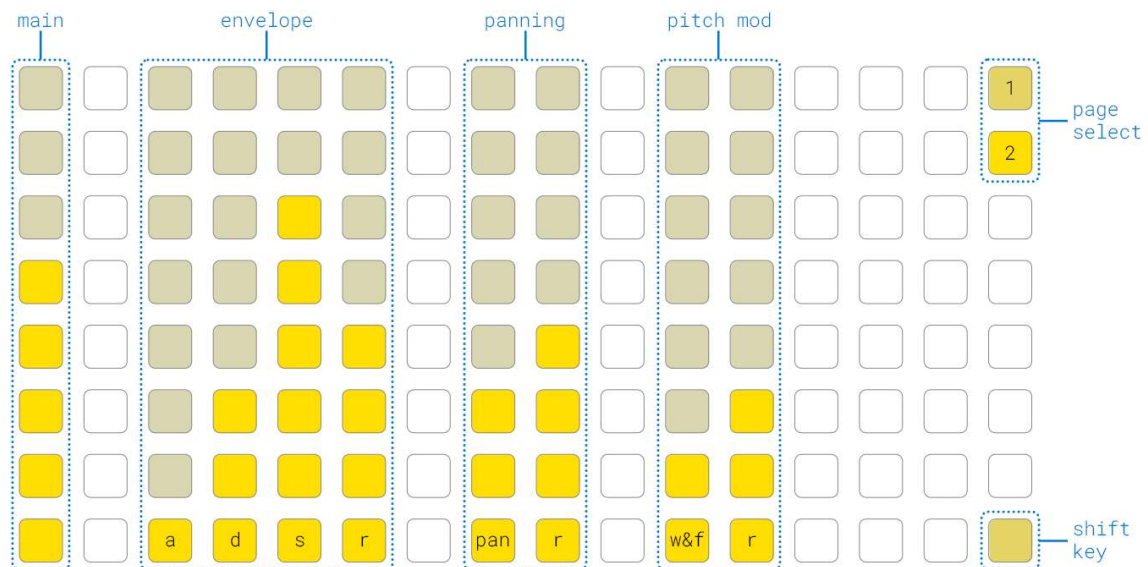 main
envelope
panning
pitch mod
1
page
select
2
a
d
s
r
pan
r
w&f
r
shift
key